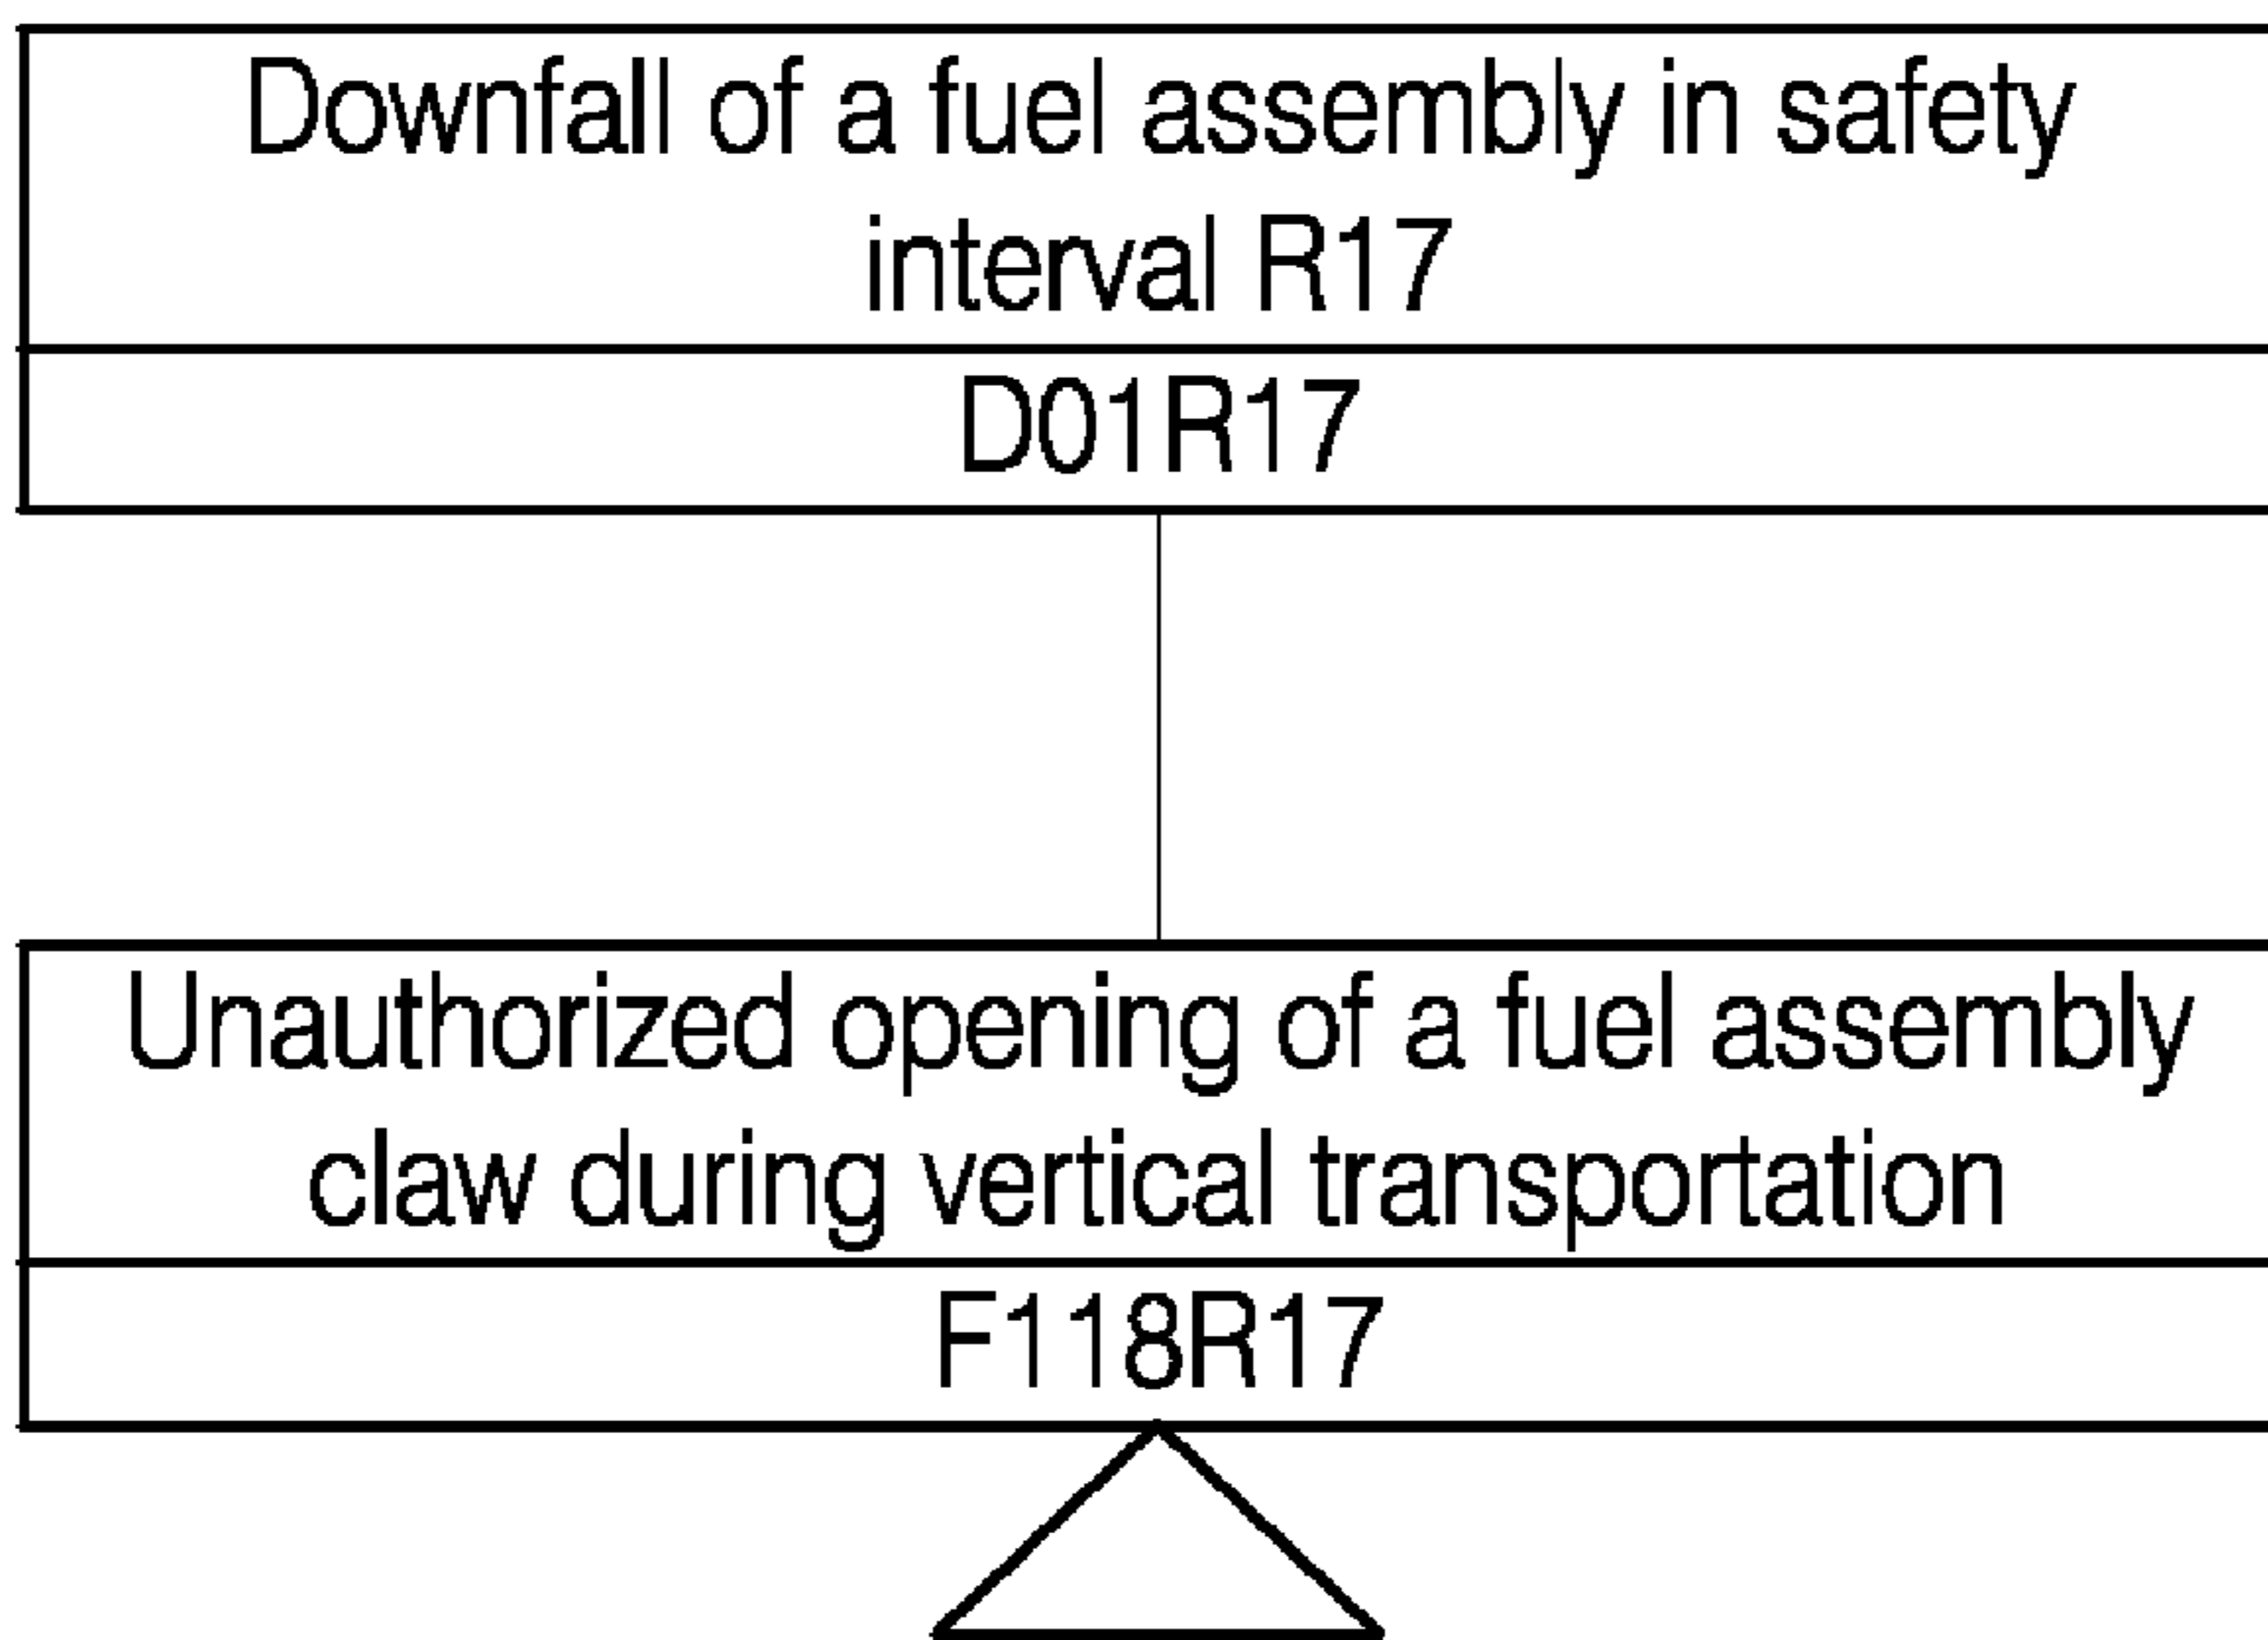 Downfall of a fuel assembly in safety
interval R17
D01R17
Unauthorized opening of a fuel assembly
claw during vertical transportation
F118R17